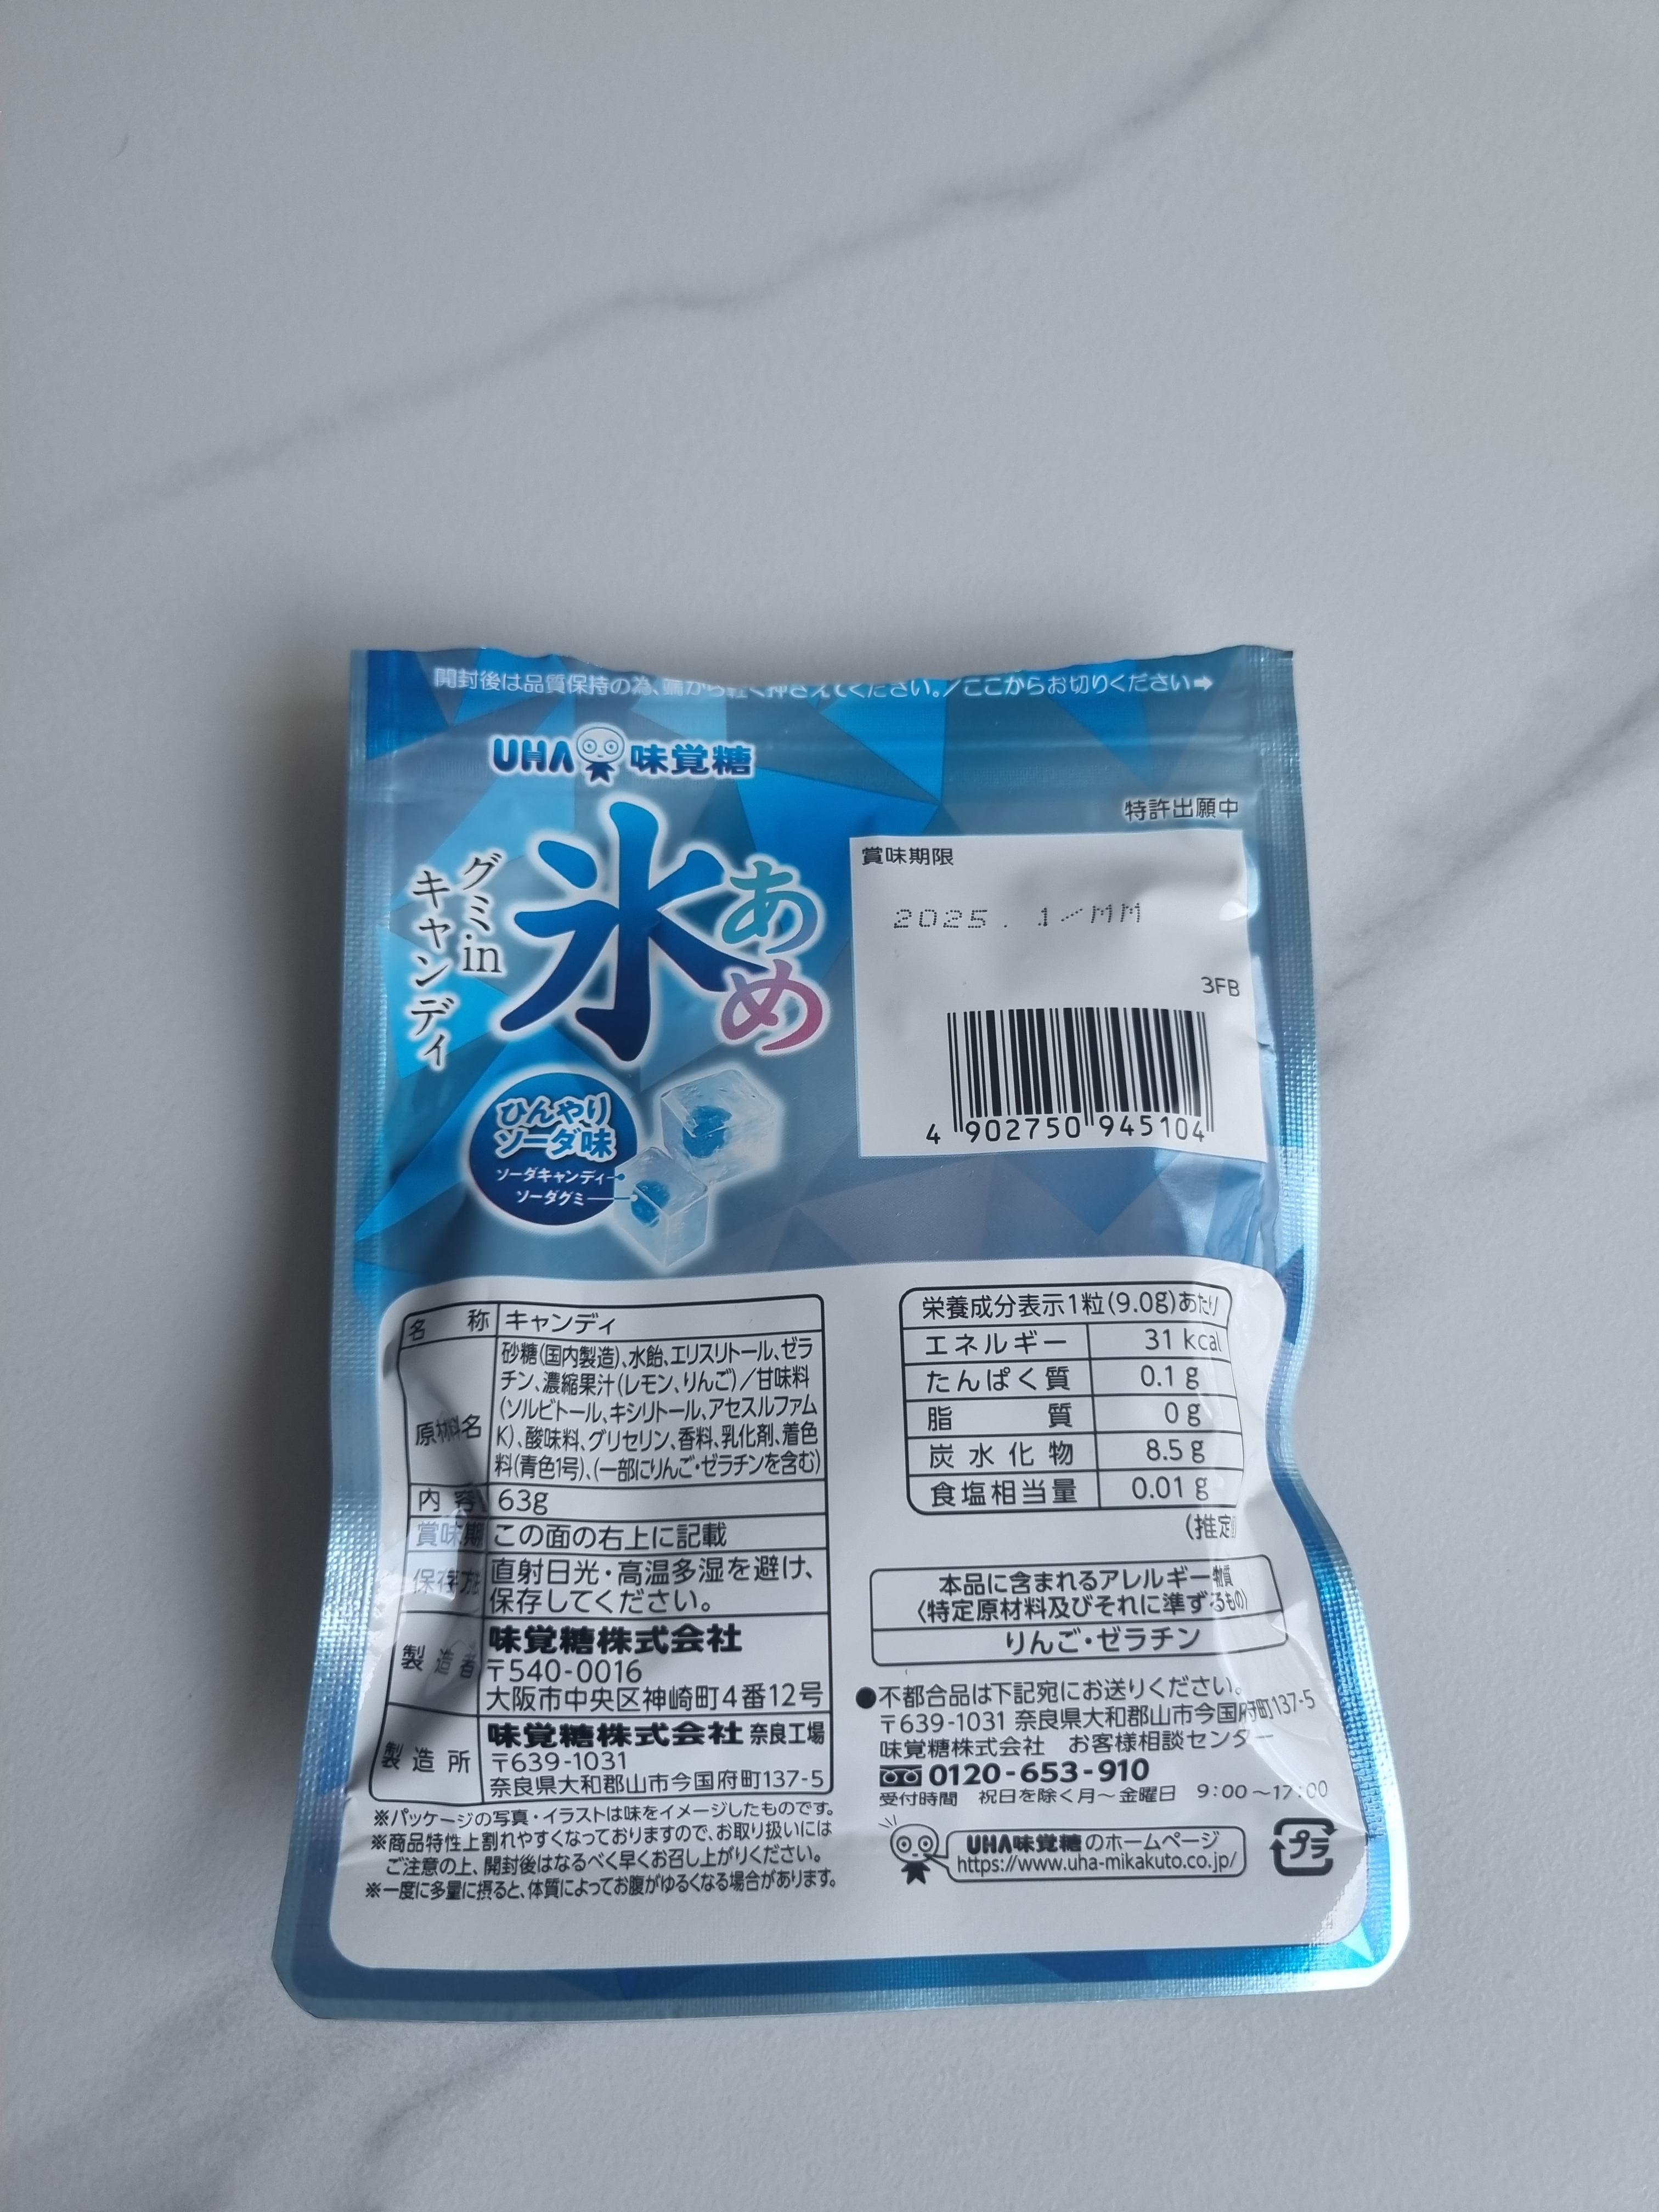 開封後は品質保持の為、端から軽く押さえてください。／ここからお切りください➡
UHA味覚糖
特許出願中
氷あめ
グミin
キャンディ
賞味期限
2025. 1/MM
3FB
4 902750 945104
ひんやり
ソーダ味
ソーダキャンディ
ソーダグミ
名 称 キャンディ
原材料名 砂糖(国内製造)、水飴、エリスリトール、ゼラ
チン、濃縮果汁(レモン、りんご)／甘味料
(ソルビトール、キシリトール、アセスルファム
K)、酸味料、グリセリン、香料、乳化剤、着色
料(青色1号)、(一部にりんご・ゼラチンを含む)
内 容 63g
賞味期 この面の右上に記載
保存方 直射日光・高温多湿を避け、
保存してください。
製 造 者 味覚糖株式会社
〒540-0016
大阪市中央区神崎町4番12号
製 造 所 味覚糖株式会社 奈良工場
〒639-1031
奈良県大和郡山市今国府町137-5
※パッケージの写真・イラストは味をイメージしたものです。
※商品特性上割れやすくなっておりますので、お取り扱いには
ご注意の上、開封後はなるべく早くお召し上がりください。
※一度に多量に摂ると、体質によってお腹がゆるくなる場合があります。
栄養成分表示1粒(9.0g)あたり
エネルギー 31 kcal
たんぱく質 0.1 g
脂 質 0 g
炭水化物 8.5 g
食塩相当量 0.01 g
(推定
本品に含まれるアレルギー物質
〈特定原材料及びそれに準ずるもの〉
りんご・ゼラチン
●不都合品は下記宛にお送りください。
〒639-1031 奈良県大和郡山市今国府町137-5
味覚糖株式会社 お客様相談センター
0120-653-910
受付時間 祝日を除く月～金曜日 9:00～17:00
UHA味覚糖のホームページ
https://www.uha-mikakuto.co.jp/
プラ